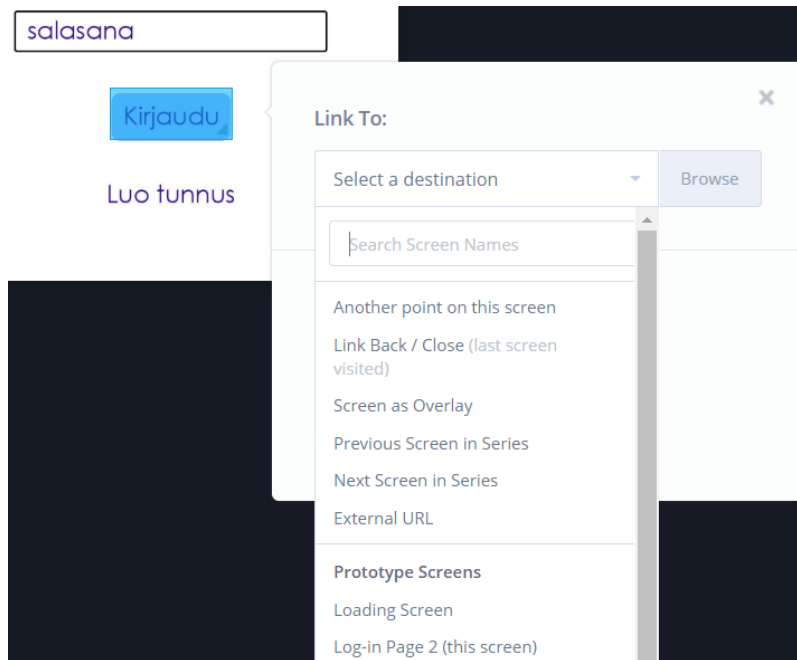 salasana
Kirjaudu
Luo tunnus
Link To:
Select a destination
Browse
Search Screen Names
Another point on this screen
Link Back / Close (last screen
visited)
Screen as Overlay
Previous Screen in Series
Next Screen in Series
External URL
Prototype Screens
Loading Screen
Log-in Page 2 (this screen)